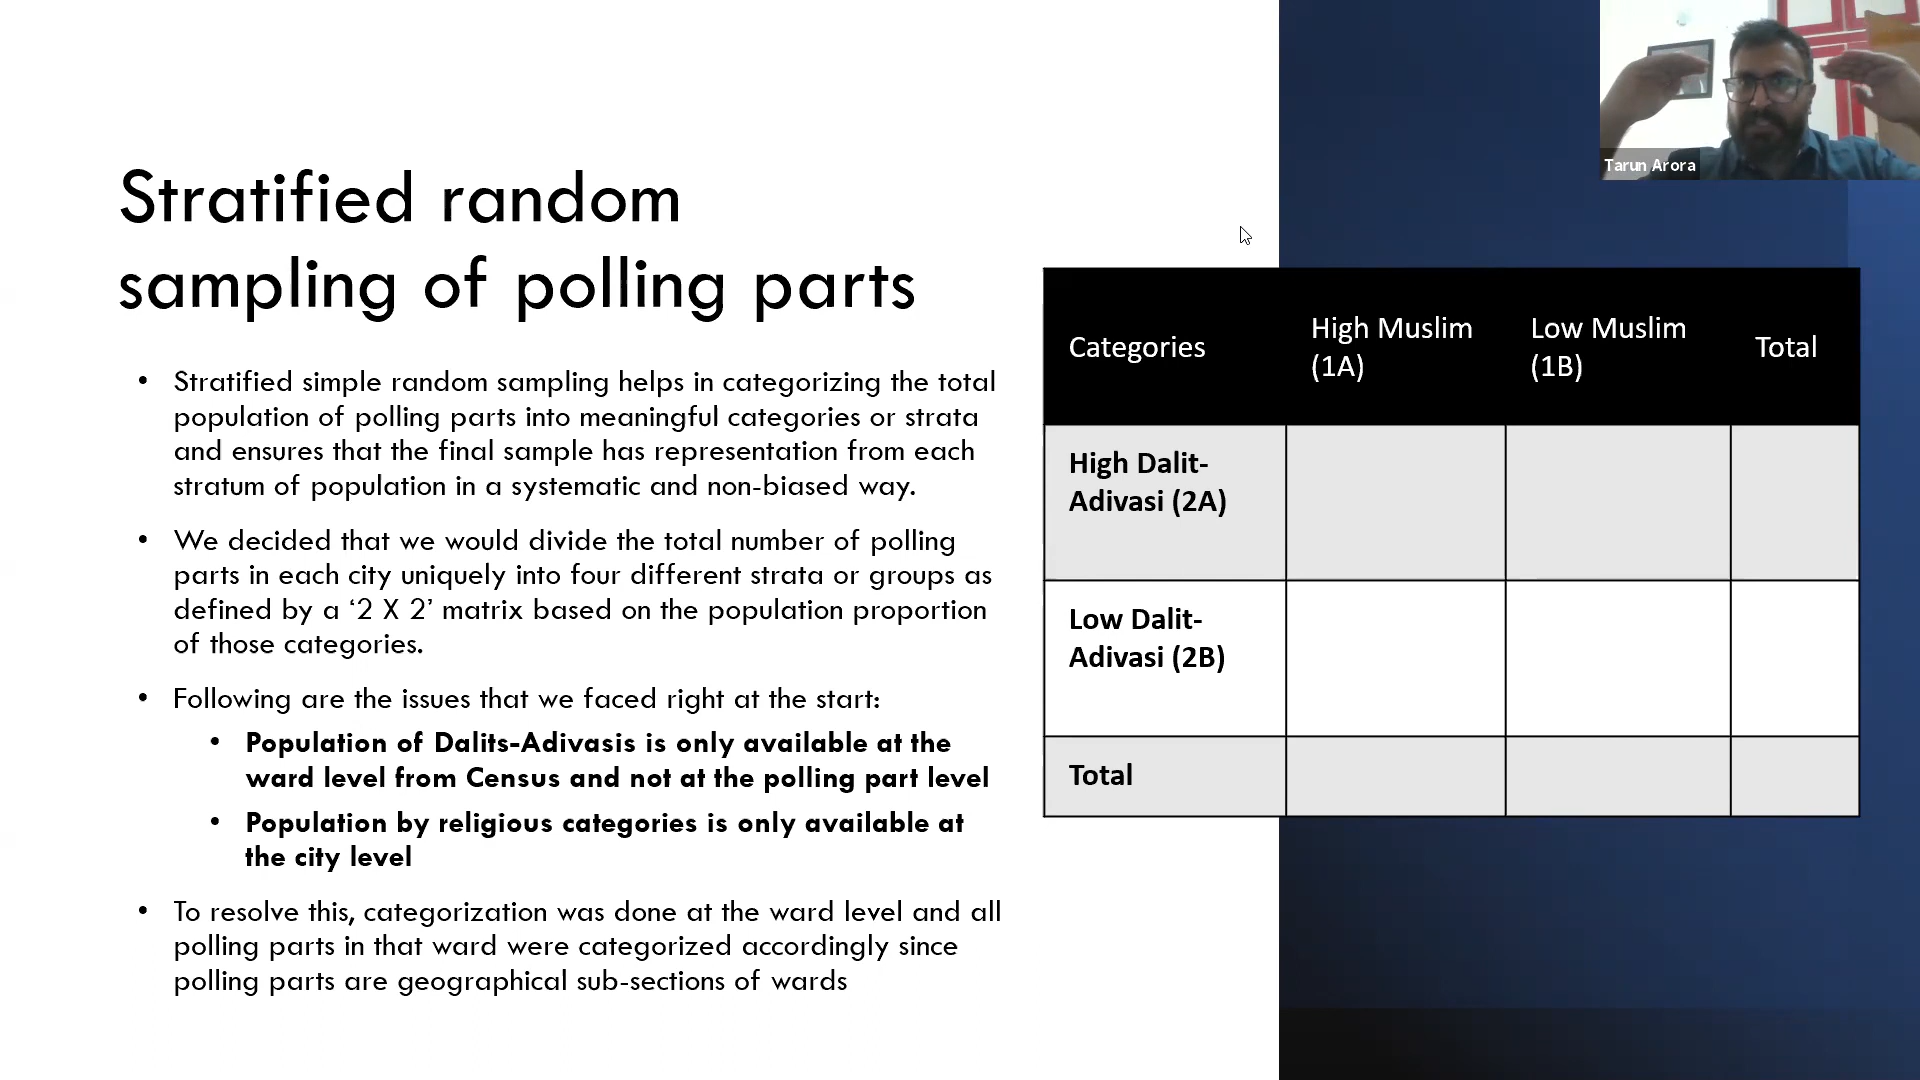 Tarun Arora
Stratified random
sampling of polling parts
• Stratified simple random sampling helps in categorizing the total
population of polling parts into meaningful categories or strata
and ensures that the final sample has representation from each
stratum of population in a systematic and non-biased way.
• We decided that we would divide the total number of polling
parts in each city uniquely into four different strata or groups as
defined by a ‘2 X 2’ matrix based on the population proportion
of those categories.
• Following are the issues that we faced right at the start:
• Population of Dalits-Adivasis is only available at the
ward level from Census and not at the polling part level
• Population by religious categories is only available at
the city level
• To resolve this, categorization was done at the ward level and all
polling parts in that ward were categorized accordingly since
polling parts are geographical sub-sections of wards
Categories
High Muslim
(1A)
Low Muslim
(1B)
Total
High Dalit-
Adivasi (2A)
Low Dalit-
Adivasi (2B)
Total